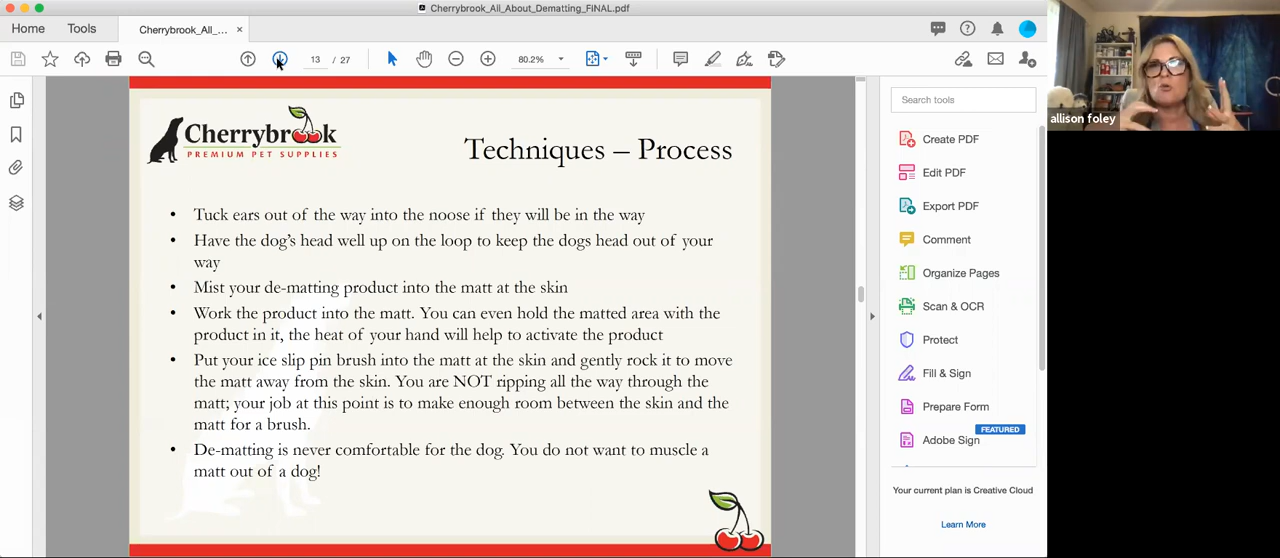 Cherrybrook_All_About_Dematting_FINAL.pdf
Home Tools Cherrybrook_All_... ×
13 / 27 80.2%
Cherrybrook
PREMIUM PET SUPPLIES
Techniques – Process
• Tuck ears out of the way into the noose if they will be in the way
• Have the dog's head well up on the loop to keep the dogs head out of your
way
• Mist your de-matting product into the matt at the skin
• Work the product into the matt. You can even hold the matted area with the
product in it, the heat of your hand will help to activate the product
• Put your ice slip pin brush into the matt at the skin and gently rock it to move
the matt away from the skin. You are NOT ripping all the way through the
matt; your job at this point is to make enough room between the skin and the
matt for a brush.
• De-matting is never comfortable for the dog. You do not want to muscle a
matt out of a dog!
Search tools
Create PDF
Edit PDF
Export PDF
Comment
Organize Pages
Scan & OCR
Protect
Fill & Sign
Prepare Form
FEATURED
Adobe Sign
Your current plan is Creative Cloud
Learn More
allison foley